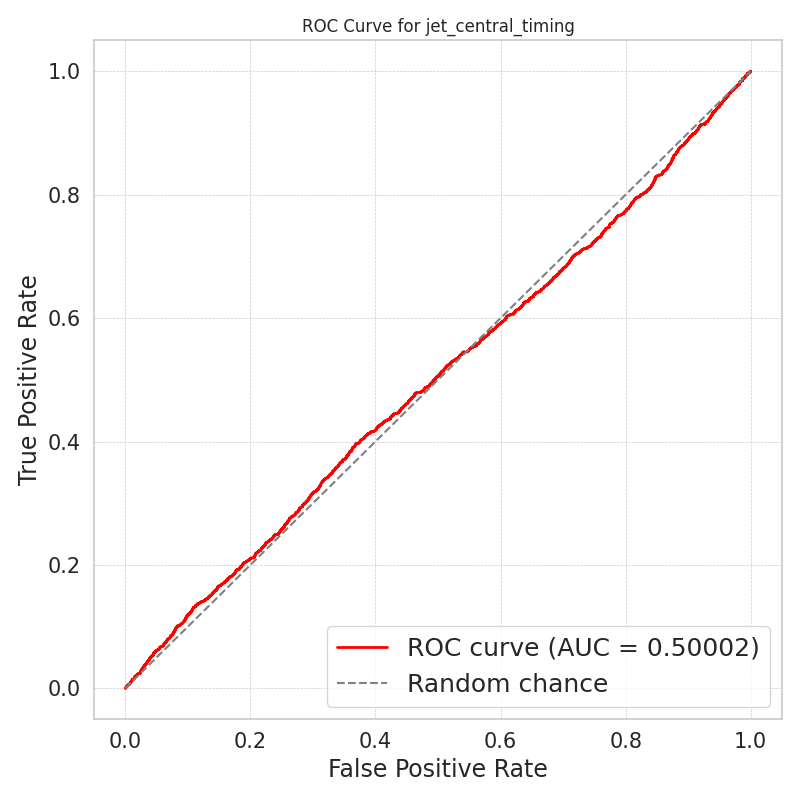 ROC Curve for jet_central_timing
1.0
0.8
0.6
0.4
0.2
0.0
True Positive Rate
ROC curve (AUC = 0.50002)
Random chance
0.0 0.2 0.4 0.6 0.8 1.0
False Positive Rate